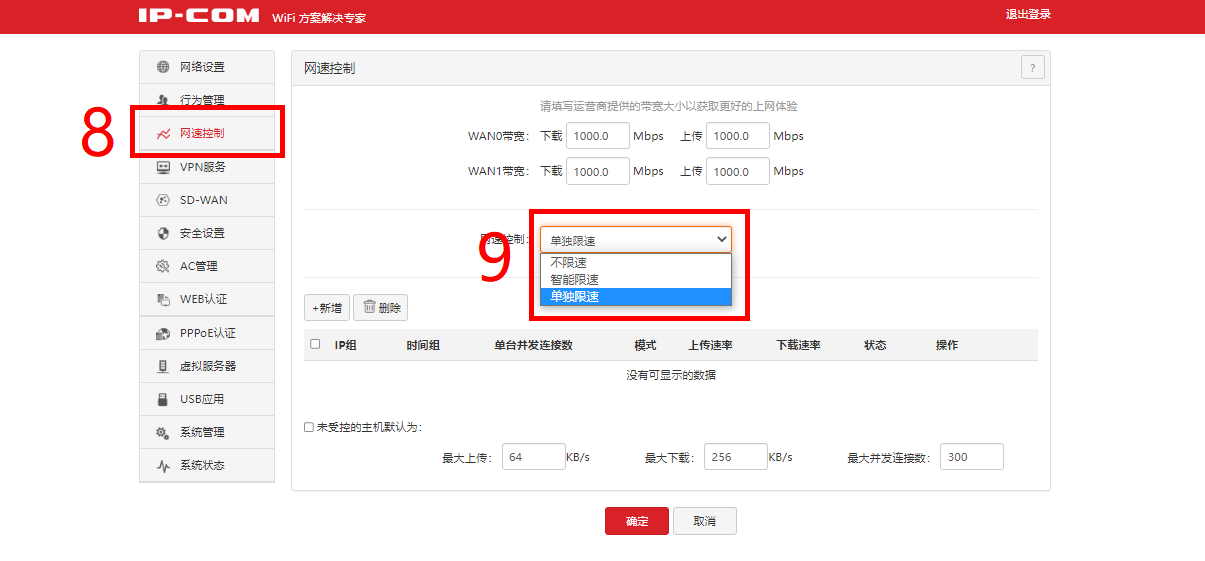 IP-COM WiFi 方案解决专家 退出登录
网络设置
行为管理
8 网速控制
VPN服务
SD-WAN
安全设置
AC管理
WEB认证
PPPoE认证
虚拟服务器
USB应用
系统管理
系统状态
网速控制 ?
请填写运营商提供的带宽大小以获取更好的上网体验
WAN0带宽: 下载 1000.0 Mbps 上传 1000.0 Mbps
WAN1带宽: 下载 1000.0 Mbps 上传 1000.0 Mbps
9 网速控制: 单独限速
不限速
智能限速
单独限速
+新增 删除
IP组 时间组 单台并发连接数 模式 上传速率 下载速率 状态 操作
没有可显示的数据
未受控的主机默认为:
最大上传: 64 KB/s 最大下载: 256 KB/s 最大并发连接数: 300
确定 取消